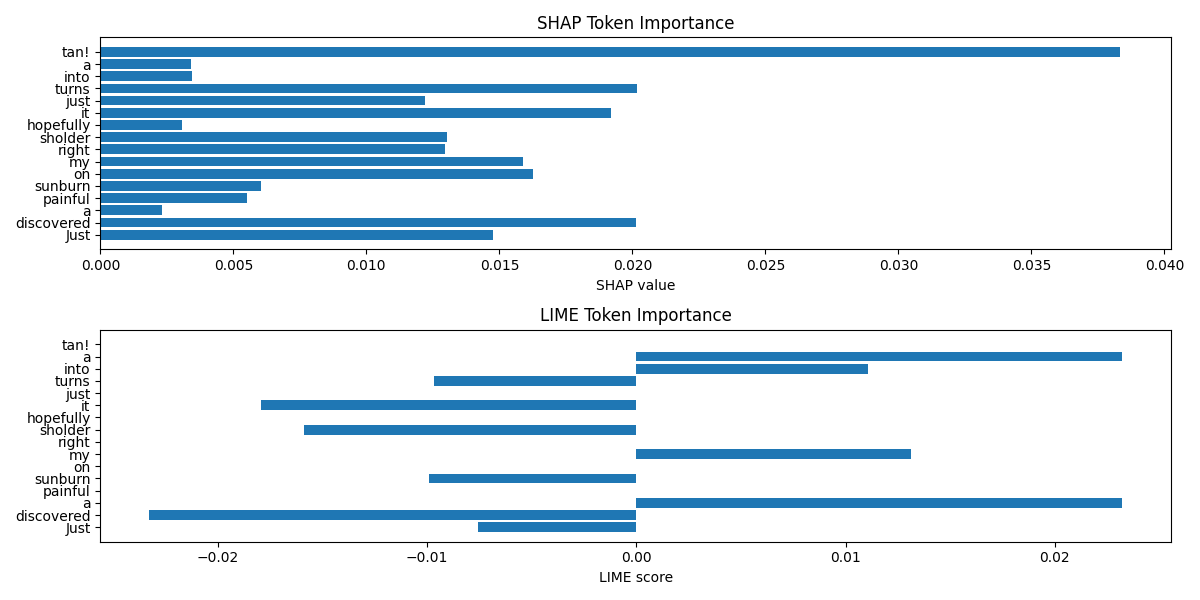 SHAP Token Importance
tan!
a
into
turns
just
it
hopefully
sholder
right
my
on
sunburn
painful
a
discovered
Just
0.000 0.005 0.010 0.015 0.020 0.025 0.030 0.035 0.040
SHAP value
LIME Token Importance
tan!
a
into
turns
just
it
hopefully
sholder
right
my
on
sunburn
painful
a
discovered
Just
−0.02 −0.01 0.00 0.01 0.02
LIME score